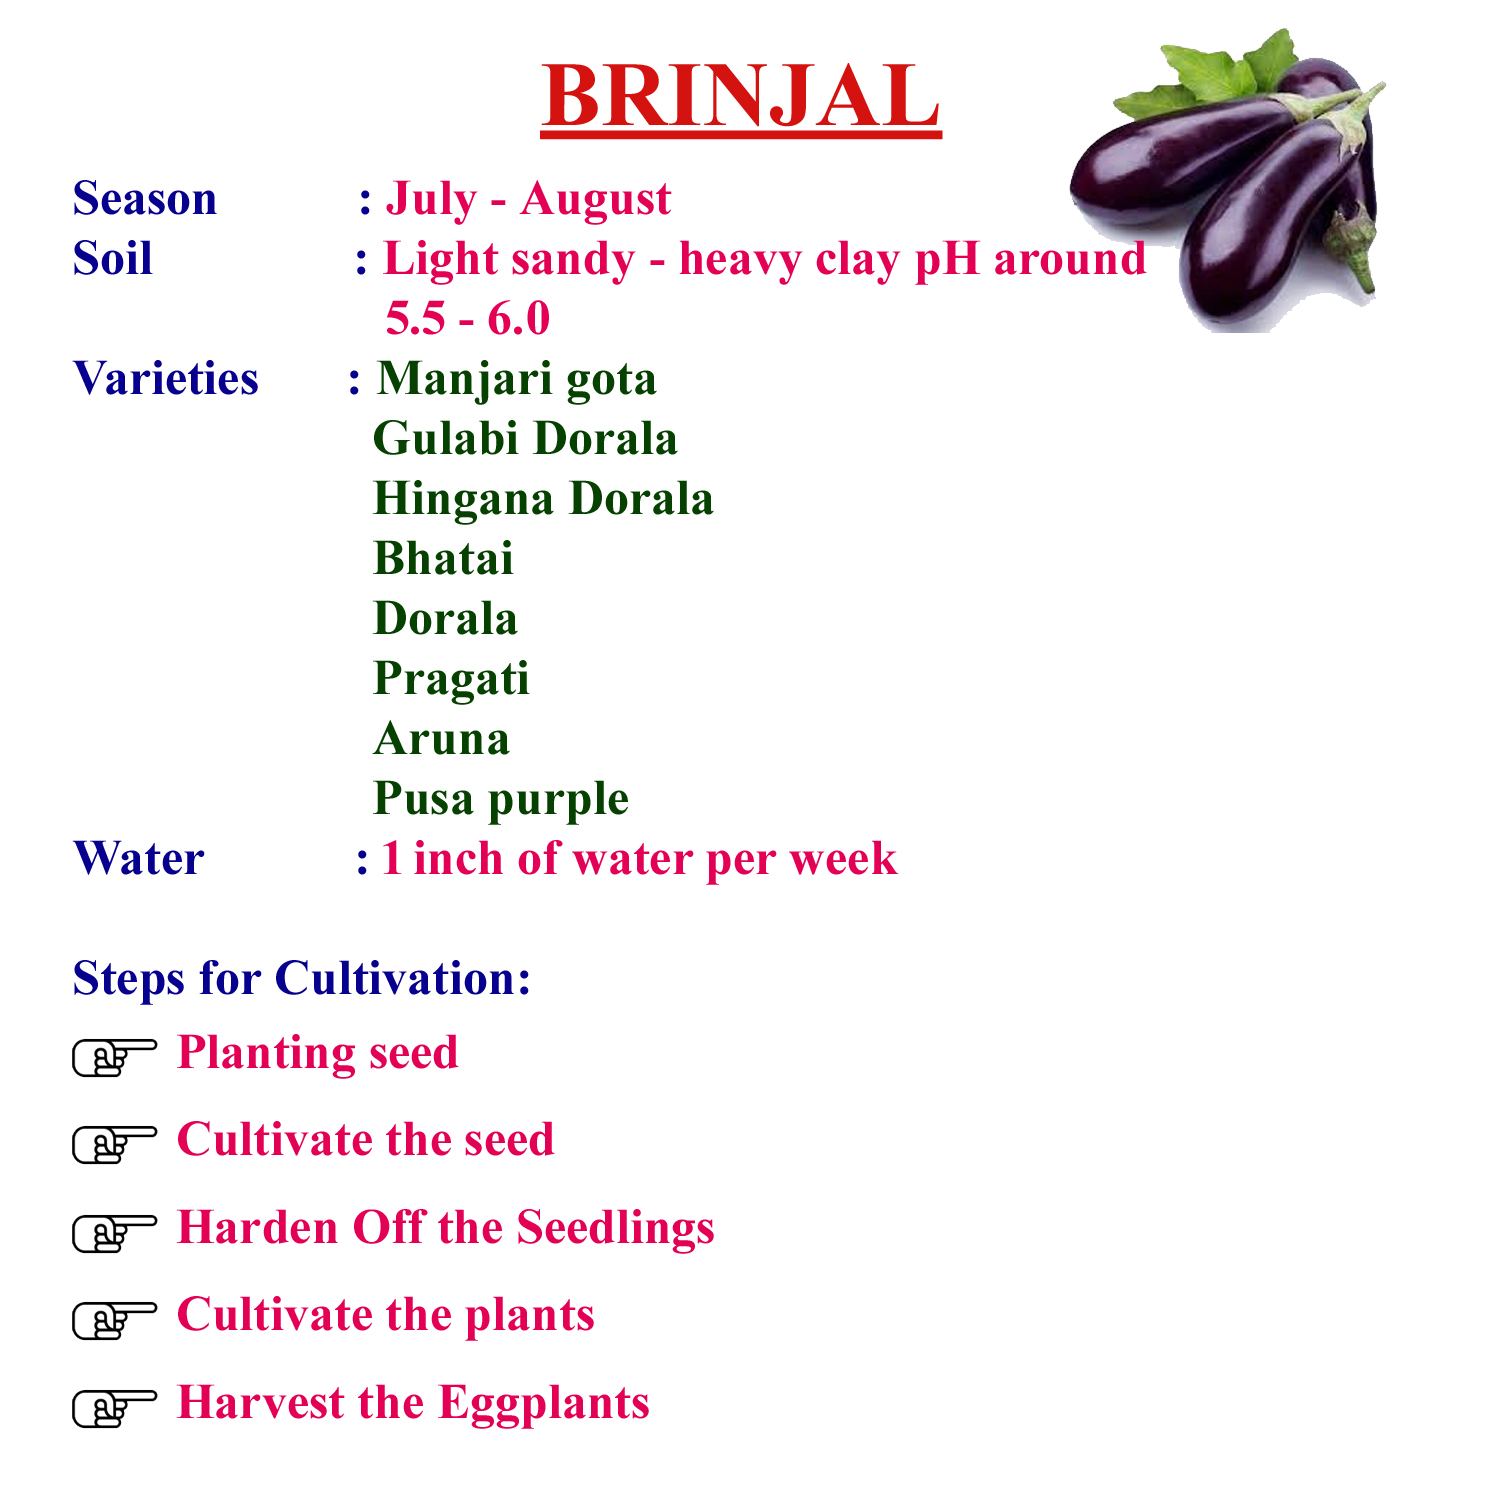 BRINJAL
Season : July - August
Soil : Light sandy - heavy clay pH around
5.5 - 6.0
Varieties : Manjari gota
Gulabi Dorala
Hingana Dorala
Bhatai
Dorala
Pragati
Aruna
Pusa purple
Water : 1 inch of water per week
Steps for Cultivation:
Planting seed
Cultivate the seed
Harden Off the Seedlings
Cultivate the plants
Harvest the Eggplants